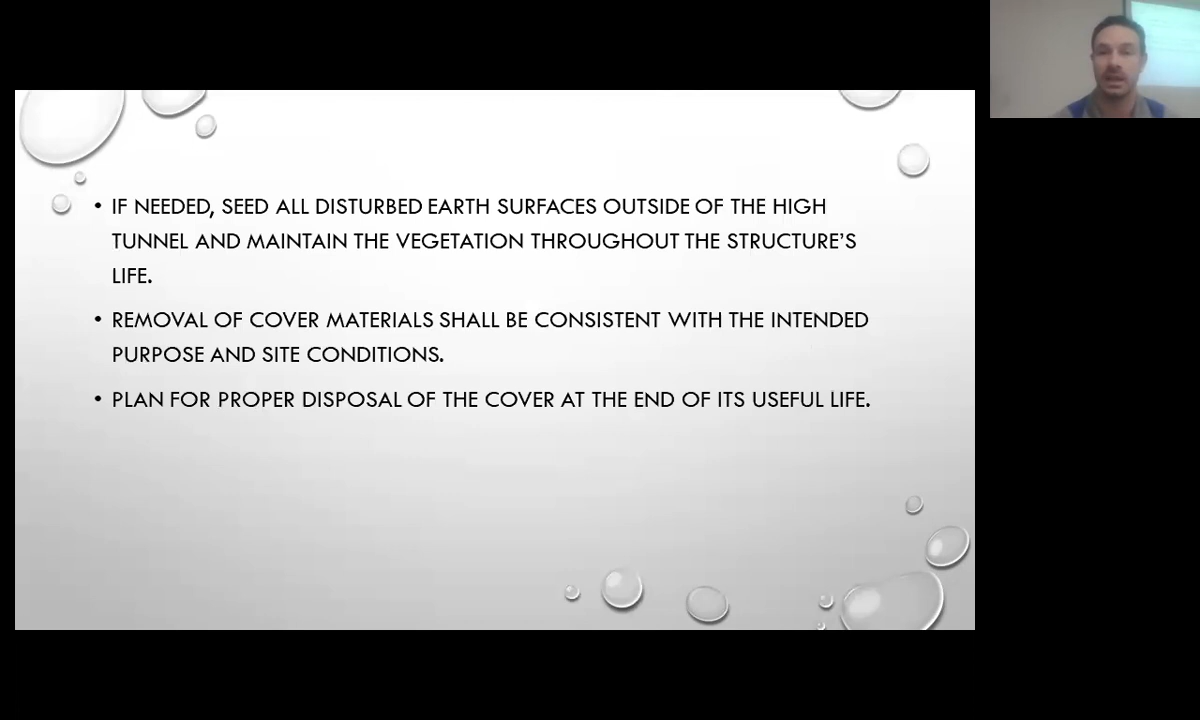 • IF NEEDED, SEED ALL DISTURBED EARTH SURFACES OUTSIDE OF THE HIGH
TUNNEL AND MAINTAIN THE VEGETATION THROUGHOUT THE STRUCTURE'S
LIFE.
• REMOVAL OF COVER MATERIALS SHALL BE CONSISTENT WITH THE INTENDED
PURPOSE AND SITE CONDITIONS.
• PLAN FOR PROPER DISPOSAL OF THE COVER AT THE END OF ITS USEFUL LIFE.